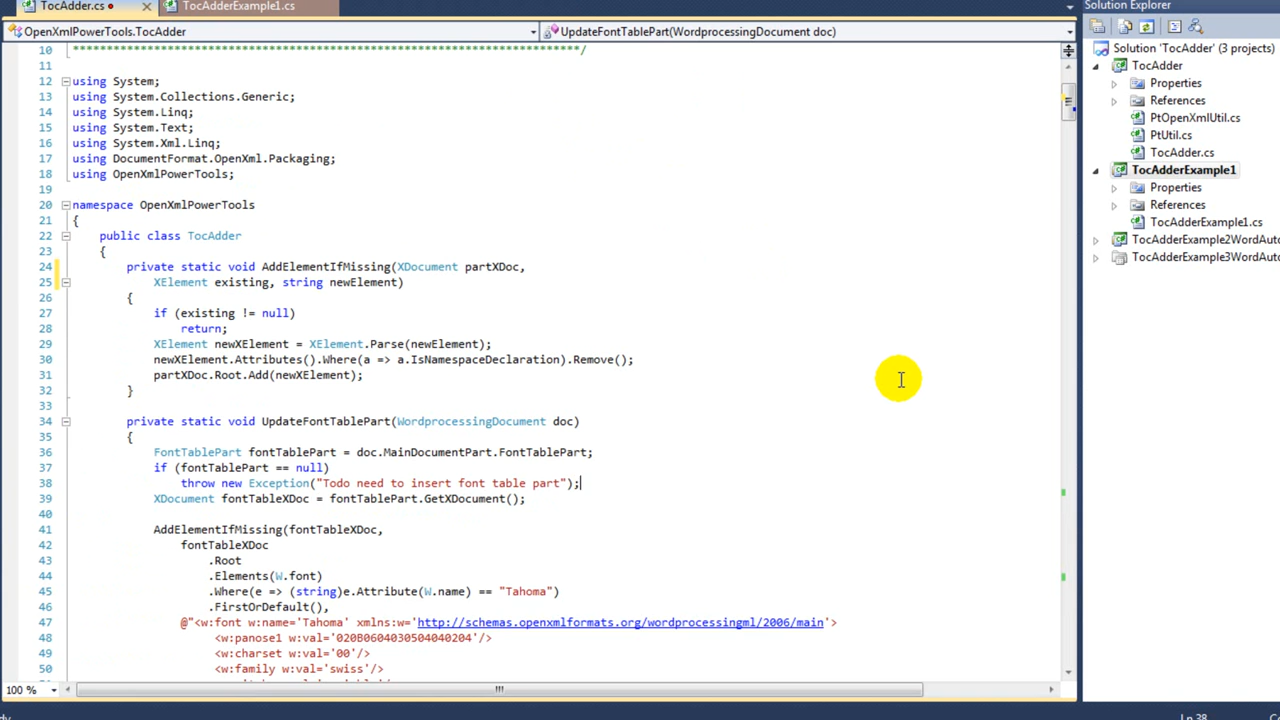 TocAdder.cs
TocAdderExample1.cs
Solution Explorer
OpenXmlPowerTools.TocAdder
UpdateFontTablePart(WordprocessingDocument doc)
10 ***************************************************************************/
11
12 using System;
13 using System.Collections.Generic;
14 using System.Linq;
15 using System.Text;
16 using System.Xml.Linq;
17 using DocumentFormat.OpenXml.Packaging;
18 using OpenXmlPowerTools;
19
20 namespace OpenXmlPowerTools
21 {
22 public class TocAdder
23 {
24 private static void AddElementIfMissing(XDocument partXDoc,
25 XElement existing, string newElement)
26 {
27 if (existing != null)
28 return;
29 XElement newXElement = XElement.Parse(newElement);
30 newXElement.Attributes().Where(a => a.IsNamespaceDeclaration).Remove();
31 partXDoc.Root.Add(newXElement);
32 }
33
34 private static void UpdateFontTablePart(WordprocessingDocument doc)
35 {
36 FontTablePart fontTablePart = doc.MainDocumentPart.FontTablePart;
37 if (fontTablePart == null)
38 throw new Exception("Todo need to insert font table part");
39 XDocument fontTableXDoc = fontTablePart.GetXDocument();
40
41 AddElementIfMissing(fontTableXDoc,
42 fontTableXDoc
43 .Root
44 .Elements(W.font)
45 .Where(e => (string)e.Attribute(W.name) == "Tahoma")
46 .FirstOrDefault(),
47 @"<w:font w:name='Tahoma' xmlns:w='http://schemas.openxmlformats.org/wordprocessingml/2006/main'>
48 <w:panose1 w:val='020B0604030504040204'/>
49 <w:charset w:val='00'/>
50 <w:family w:val='swiss'/>
100 %
Solution 'TocAdder' (3 projects)
TocAdder
Properties
References
PtOpenXmlUtil.cs
PtUtil.cs
TocAdder.cs
TocAdderExample1
Properties
References
TocAdderExample1.cs
TocAdderExample2WordAuto
TocAdderExample3WordAuto
Ln 38